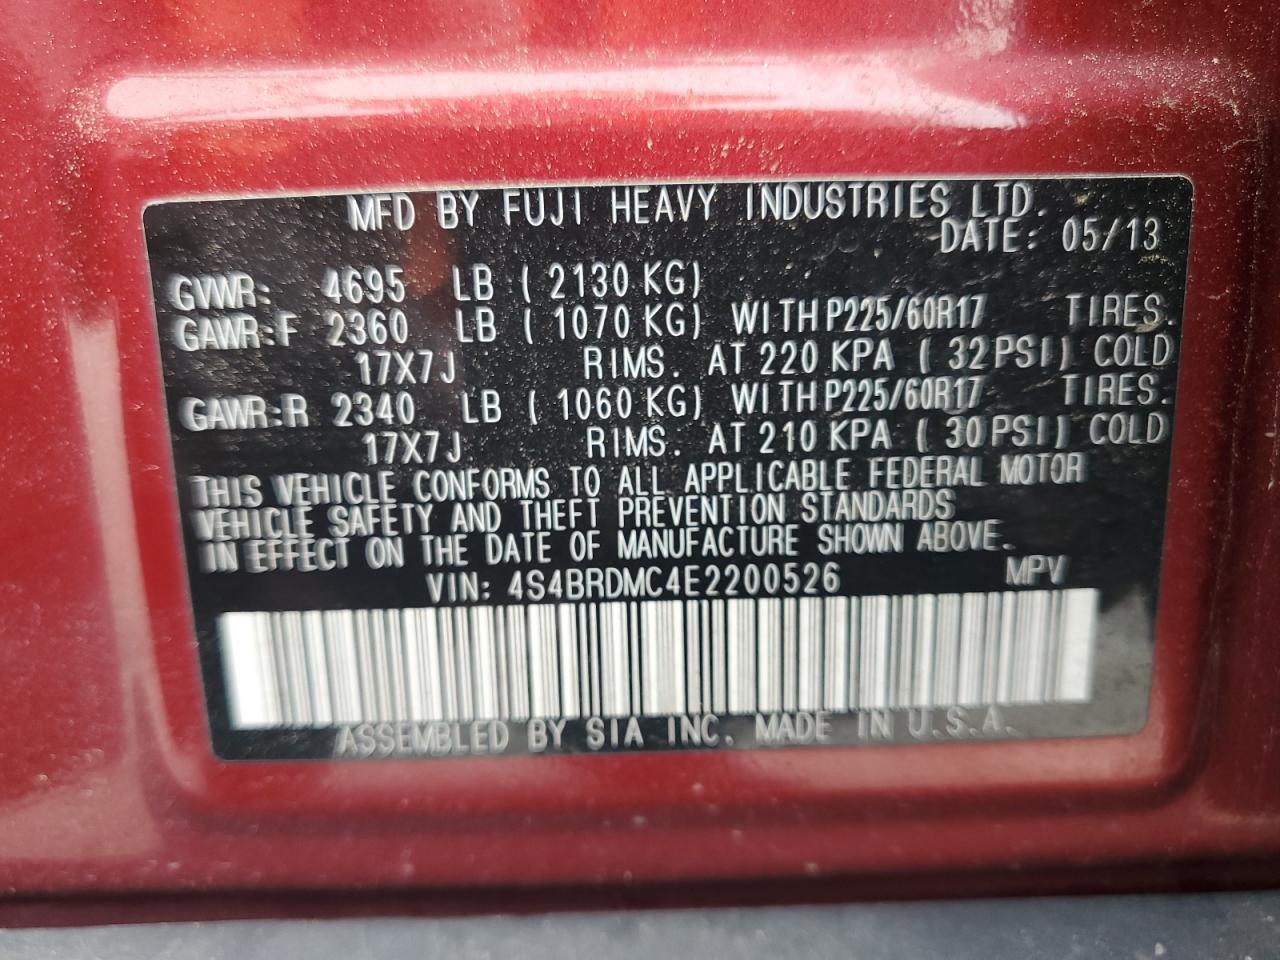 MFD BY FUJI HEAVY INDUSTRIES LTD.
DATE: 05/13
GVWR: 4695 LB ( 2130 KG)
GAWR:F 2360 LB ( 1070 KG) WITH P225/60R17 TIRES.
17X7J RIMS. AT 220 KPA ( 32 PSI) COLD
GAWR:R 2340 LB ( 1060 KG) WITH P225/60R17 TIRES.
17X7J RIMS. AT 210 KPA ( 30 PSI) COLD
THIS VEHICLE CONFORMS TO ALL APPLICABLE FEDERAL MOTOR
VEHICLE SAFETY AND THEFT PREVENTION STANDARDS
IN EFFECT ON THE DATE OF MANUFACTURE SHOWN ABOVE.
VIN: 4S4BRDMC4E2200526 MPV
ASSEMBLED BY SIA INC. MADE IN U.S.A.